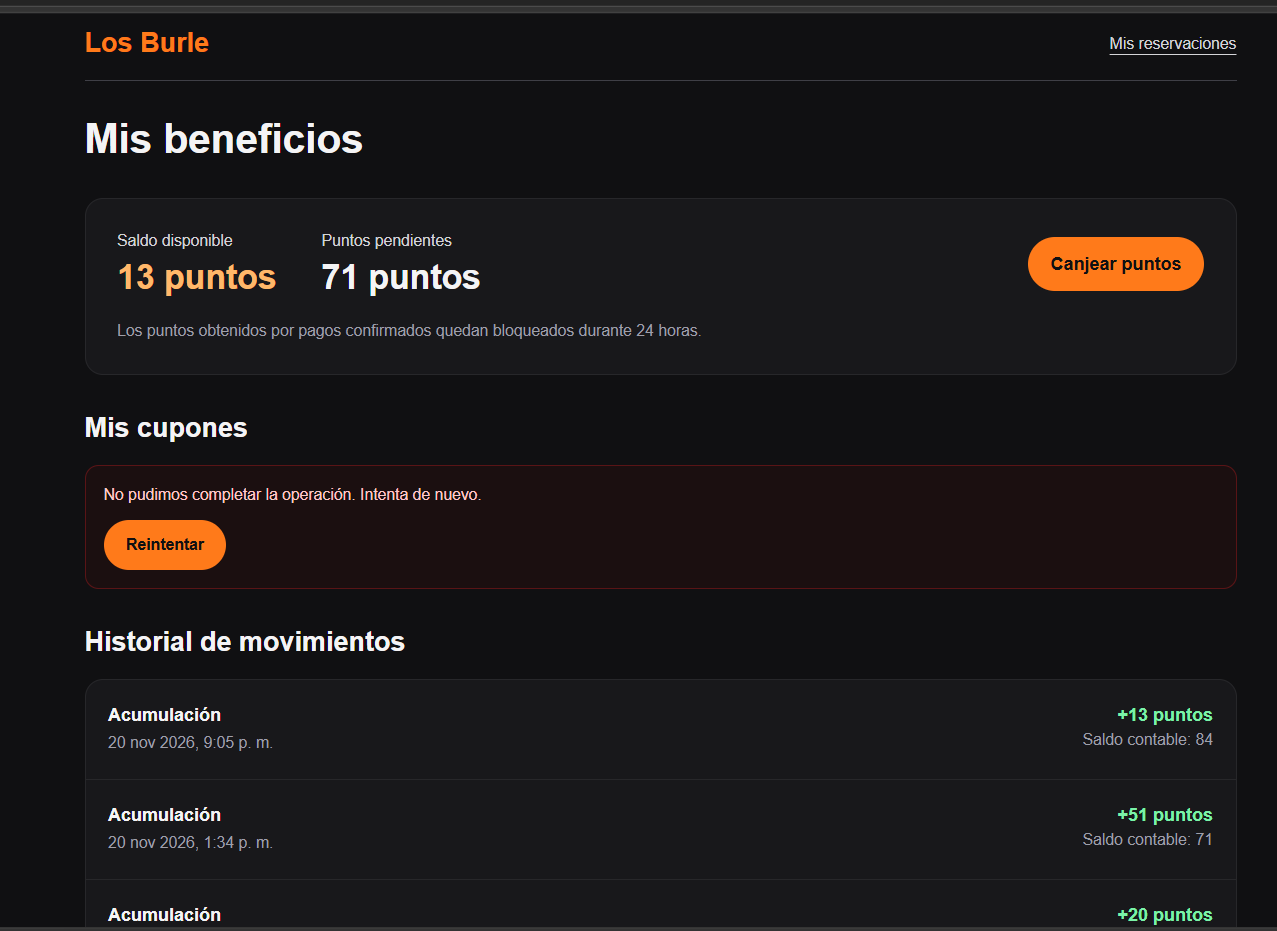 Los Burle
Mis reservaciones
Mis beneficios
Saldo disponible
13 puntos
Puntos pendientes
71 puntos
Canjear puntos
Los puntos obtenidos por pagos confirmados quedan bloqueados durante 24 horas.
Mis cupones
No pudimos completar la operación. Intenta de nuevo.
Reintentar
Historial de movimientos
Acumulación
+13 puntos
20 nov 2026, 9:05 p. m.
Saldo contable: 84
Acumulación
+51 puntos
20 nov 2026, 1:34 p. m.
Saldo contable: 71
Acumulación
+20 puntos